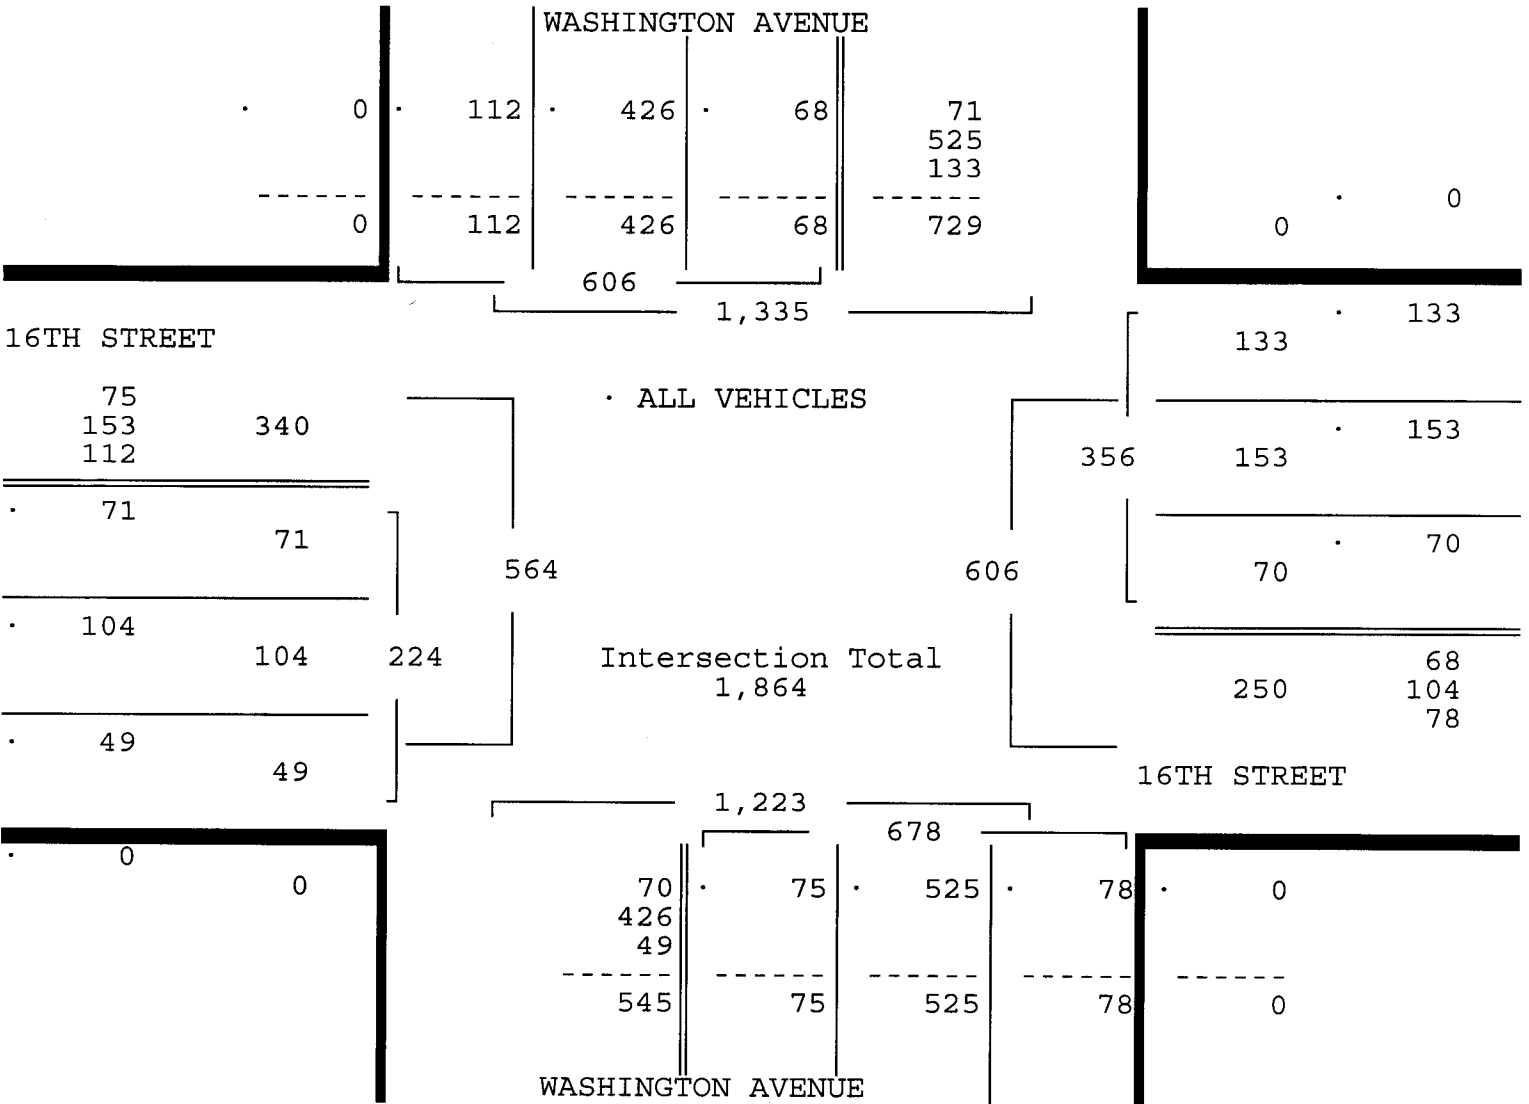 WASHINGTON AVENUE
· 0 · 112 · 426 · 68 71
525
133
------ ------ ------ ------ ------
· 0
0 112 426 68 729 0
606
1,335
· 133
16TH STREET
133
75 · ALL VEHICLES
153 340 · 153
112 356 153
· 71
71 · 70
564 606 70
· 104
104 224 Intersection Total 68
1,864 250 104
78
· 49
49 16TH STREET
1,223
678
· 0
0 70 · 75 · 525 · 78 · 0
426
49
------ ------ ------ ------ ------
545 75 525 78 0
WASHINGTON AVENUE